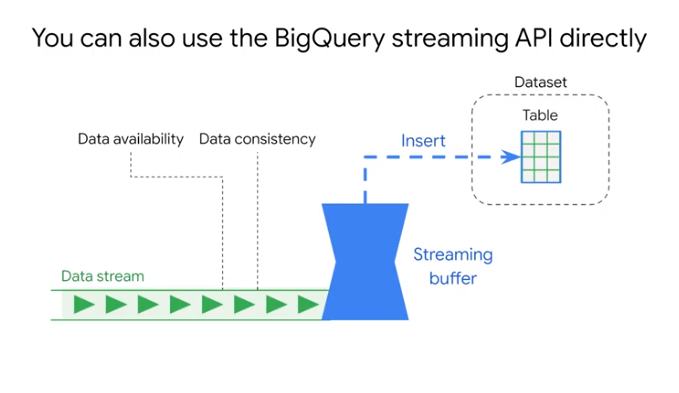 You can also use the BigQuery streaming API directly
Dataset
Table
Data availability
Data consistency
Insert
Streaming
buffer
Data stream